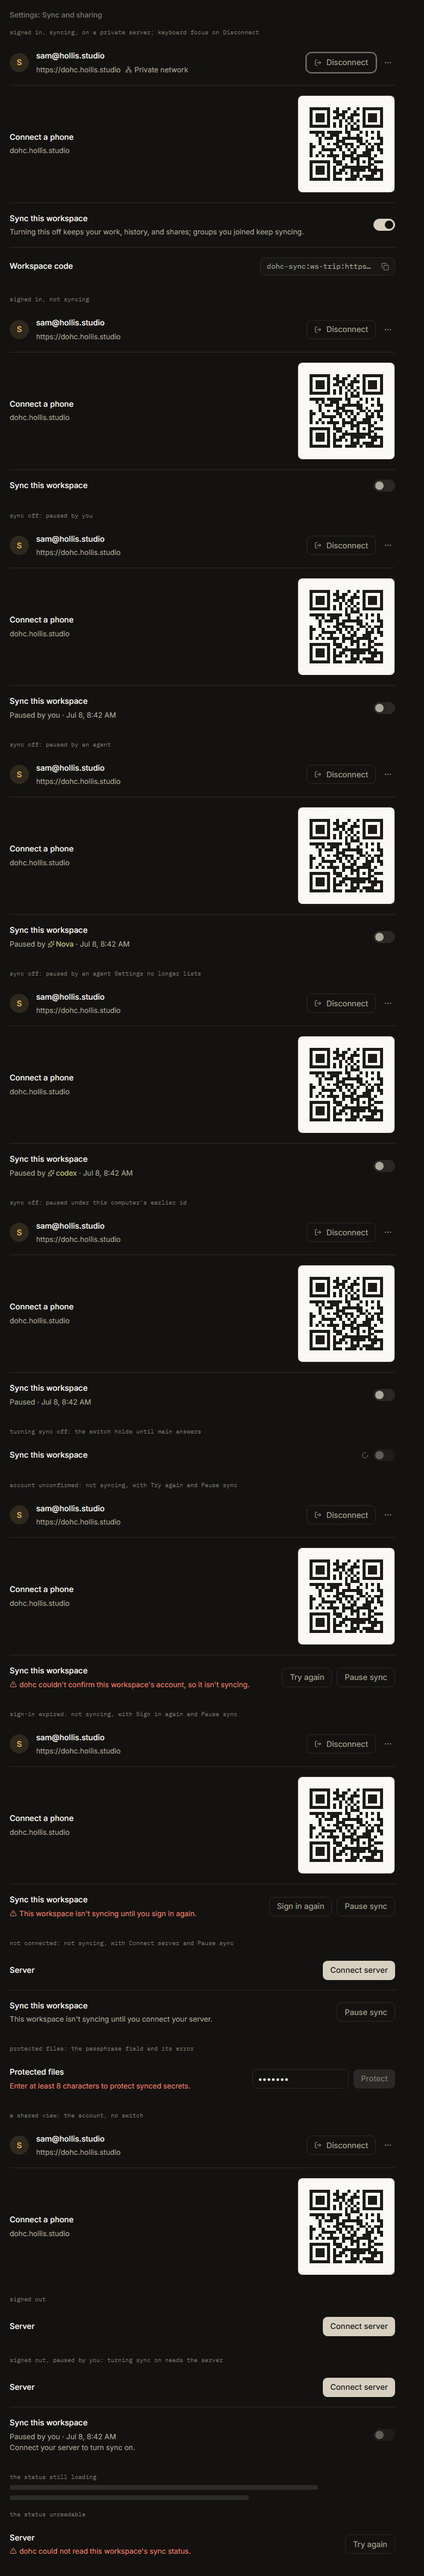 Settings: Sync and sharing
signed in, syncing, on a private server; keyboard focus on Disconnect
S
sam@hollis.studio
https://dohc.hollis.studio Private network
Disconnect
Connect a phone
dohc.hollis.studio
Sync this workspace
Turning this off keeps your work, history, and shares; groups you joined keep syncing.
Workspace code
dohc-sync:ws-trip:https…
signed in, not syncing
S
sam@hollis.studio
https://dohc.hollis.studio
Disconnect
Connect a phone
dohc.hollis.studio
Sync this workspace
sync off: paused by you
S
sam@hollis.studio
https://dohc.hollis.studio
Disconnect
Connect a phone
dohc.hollis.studio
Sync this workspace
Paused by you · Jul 8, 8:42 AM
sync off: paused by an agent
S
sam@hollis.studio
https://dohc.hollis.studio
Disconnect
Connect a phone
dohc.hollis.studio
Sync this workspace
Paused by Nova · Jul 8, 8:42 AM
sync off: paused by an agent Settings no longer lists
S
sam@hollis.studio
https://dohc.hollis.studio
Disconnect
Connect a phone
dohc.hollis.studio
Sync this workspace
Paused by codex · Jul 8, 8:42 AM
sync off: paused under this computer's earlier id
S
sam@hollis.studio
https://dohc.hollis.studio
Disconnect
Connect a phone
dohc.hollis.studio
Sync this workspace
Paused · Jul 8, 8:42 AM
turning sync off: the switch holds until main answers
Sync this workspace
account unconfirmed: not syncing, with Try again and Pause sync
S
sam@hollis.studio
https://dohc.hollis.studio
Disconnect
Connect a phone
dohc.hollis.studio
Sync this workspace
dohc couldn't confirm this workspace's account, so it isn't syncing.
Try again
Pause sync
sign-in expired: not syncing, with Sign in again and Pause sync
S
sam@hollis.studio
https://dohc.hollis.studio
Disconnect
Connect a phone
dohc.hollis.studio
Sync this workspace
This workspace isn't syncing until you sign in again.
Sign in again
Pause sync
not connected: not syncing, with Connect server and Pause sync
Server
Connect server
Sync this workspace
This workspace isn't syncing until you connect your server.
Pause sync
protected files: the passphrase field and its error
Protected files
Enter at least 8 characters to protect synced secrets.
Protect
a shared view: the account, no switch
S
sam@hollis.studio
https://dohc.hollis.studio
Disconnect
Connect a phone
dohc.hollis.studio
signed out
Server
Connect server
signed out, paused by you: turning sync on needs the server
Server
Connect server
Sync this workspace
Paused by you · Jul 8, 8:42 AM
Connect your server to turn sync on.
the status still loading
the status unreadable
Server
dohc could not read this workspace's sync status.
Try again